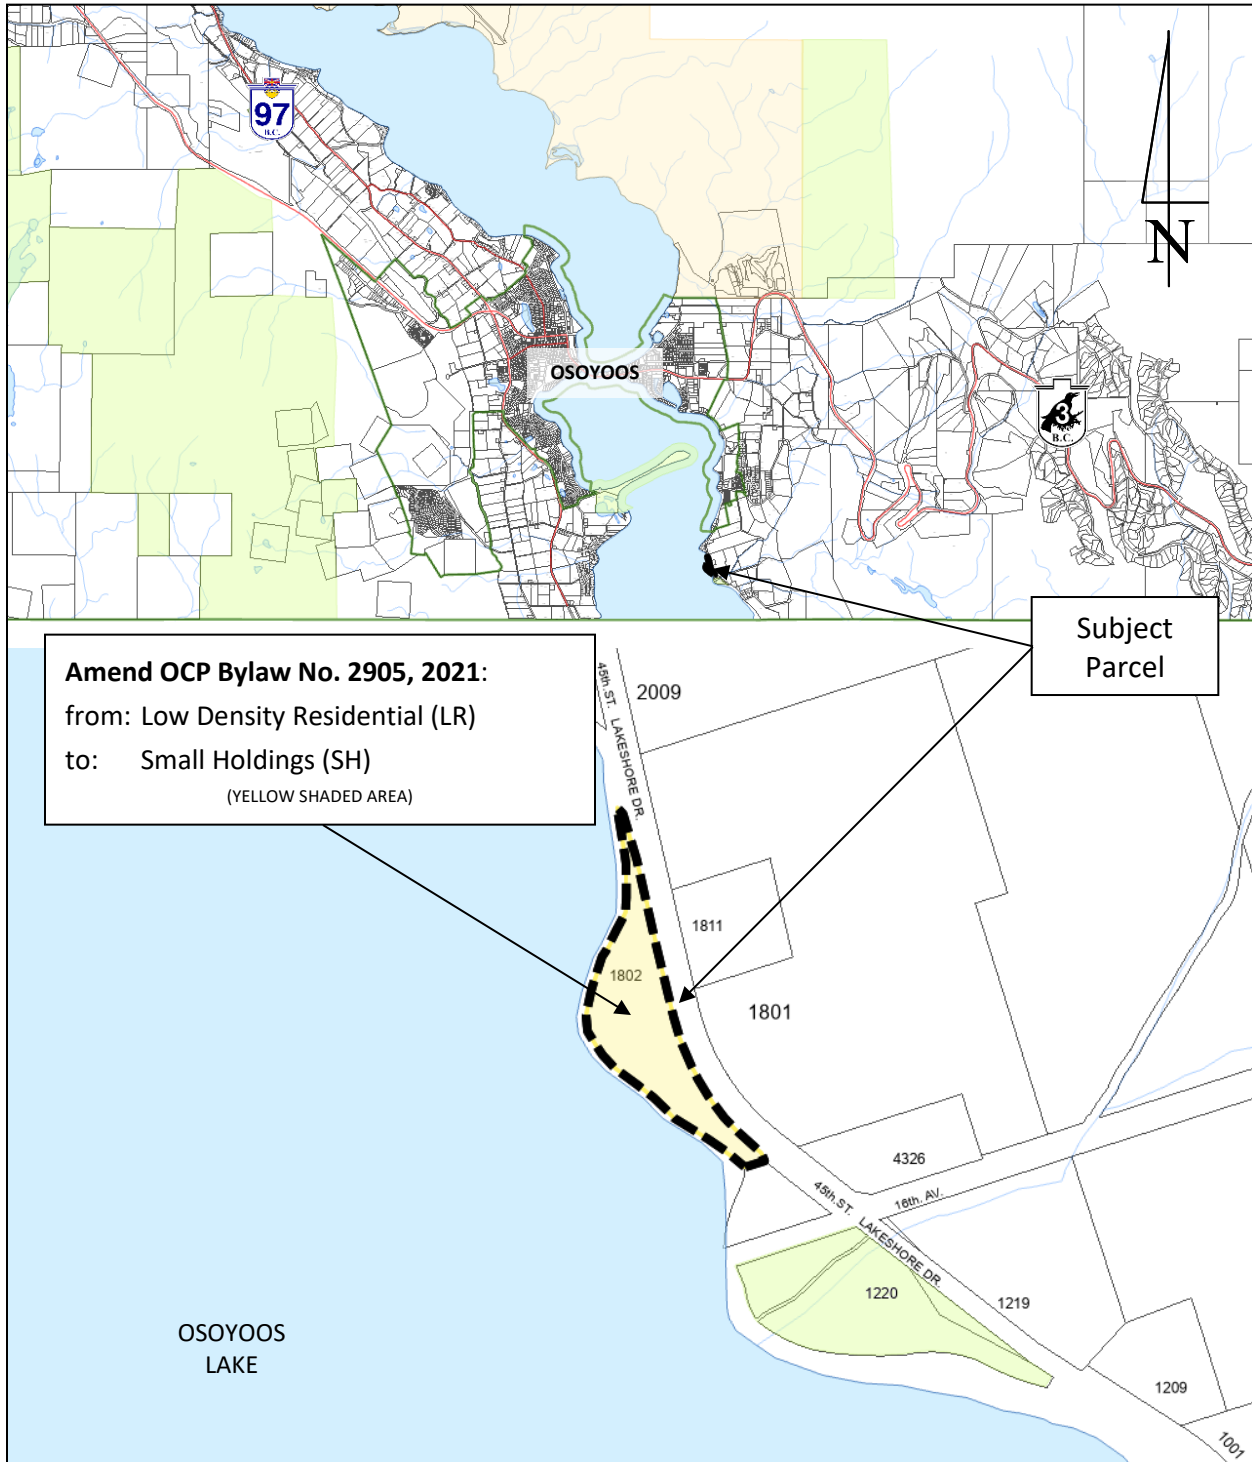 97
B.C.
N
OSOYOOS
3
B.C.
Subject
Parcel
Amend OCP Bylaw No. 2905, 2021:
from: Low Density Residential (LR)
to: Small Holdings (SH)
(YELLOW SHADED AREA)
45th.ST. LAKESHORE DR.
2009
1811
1802
1801
4326
16th. AV.
45th.ST. LAKESHORE DR.
1220
1219
OSOYOOS
LAKE
1209
1001